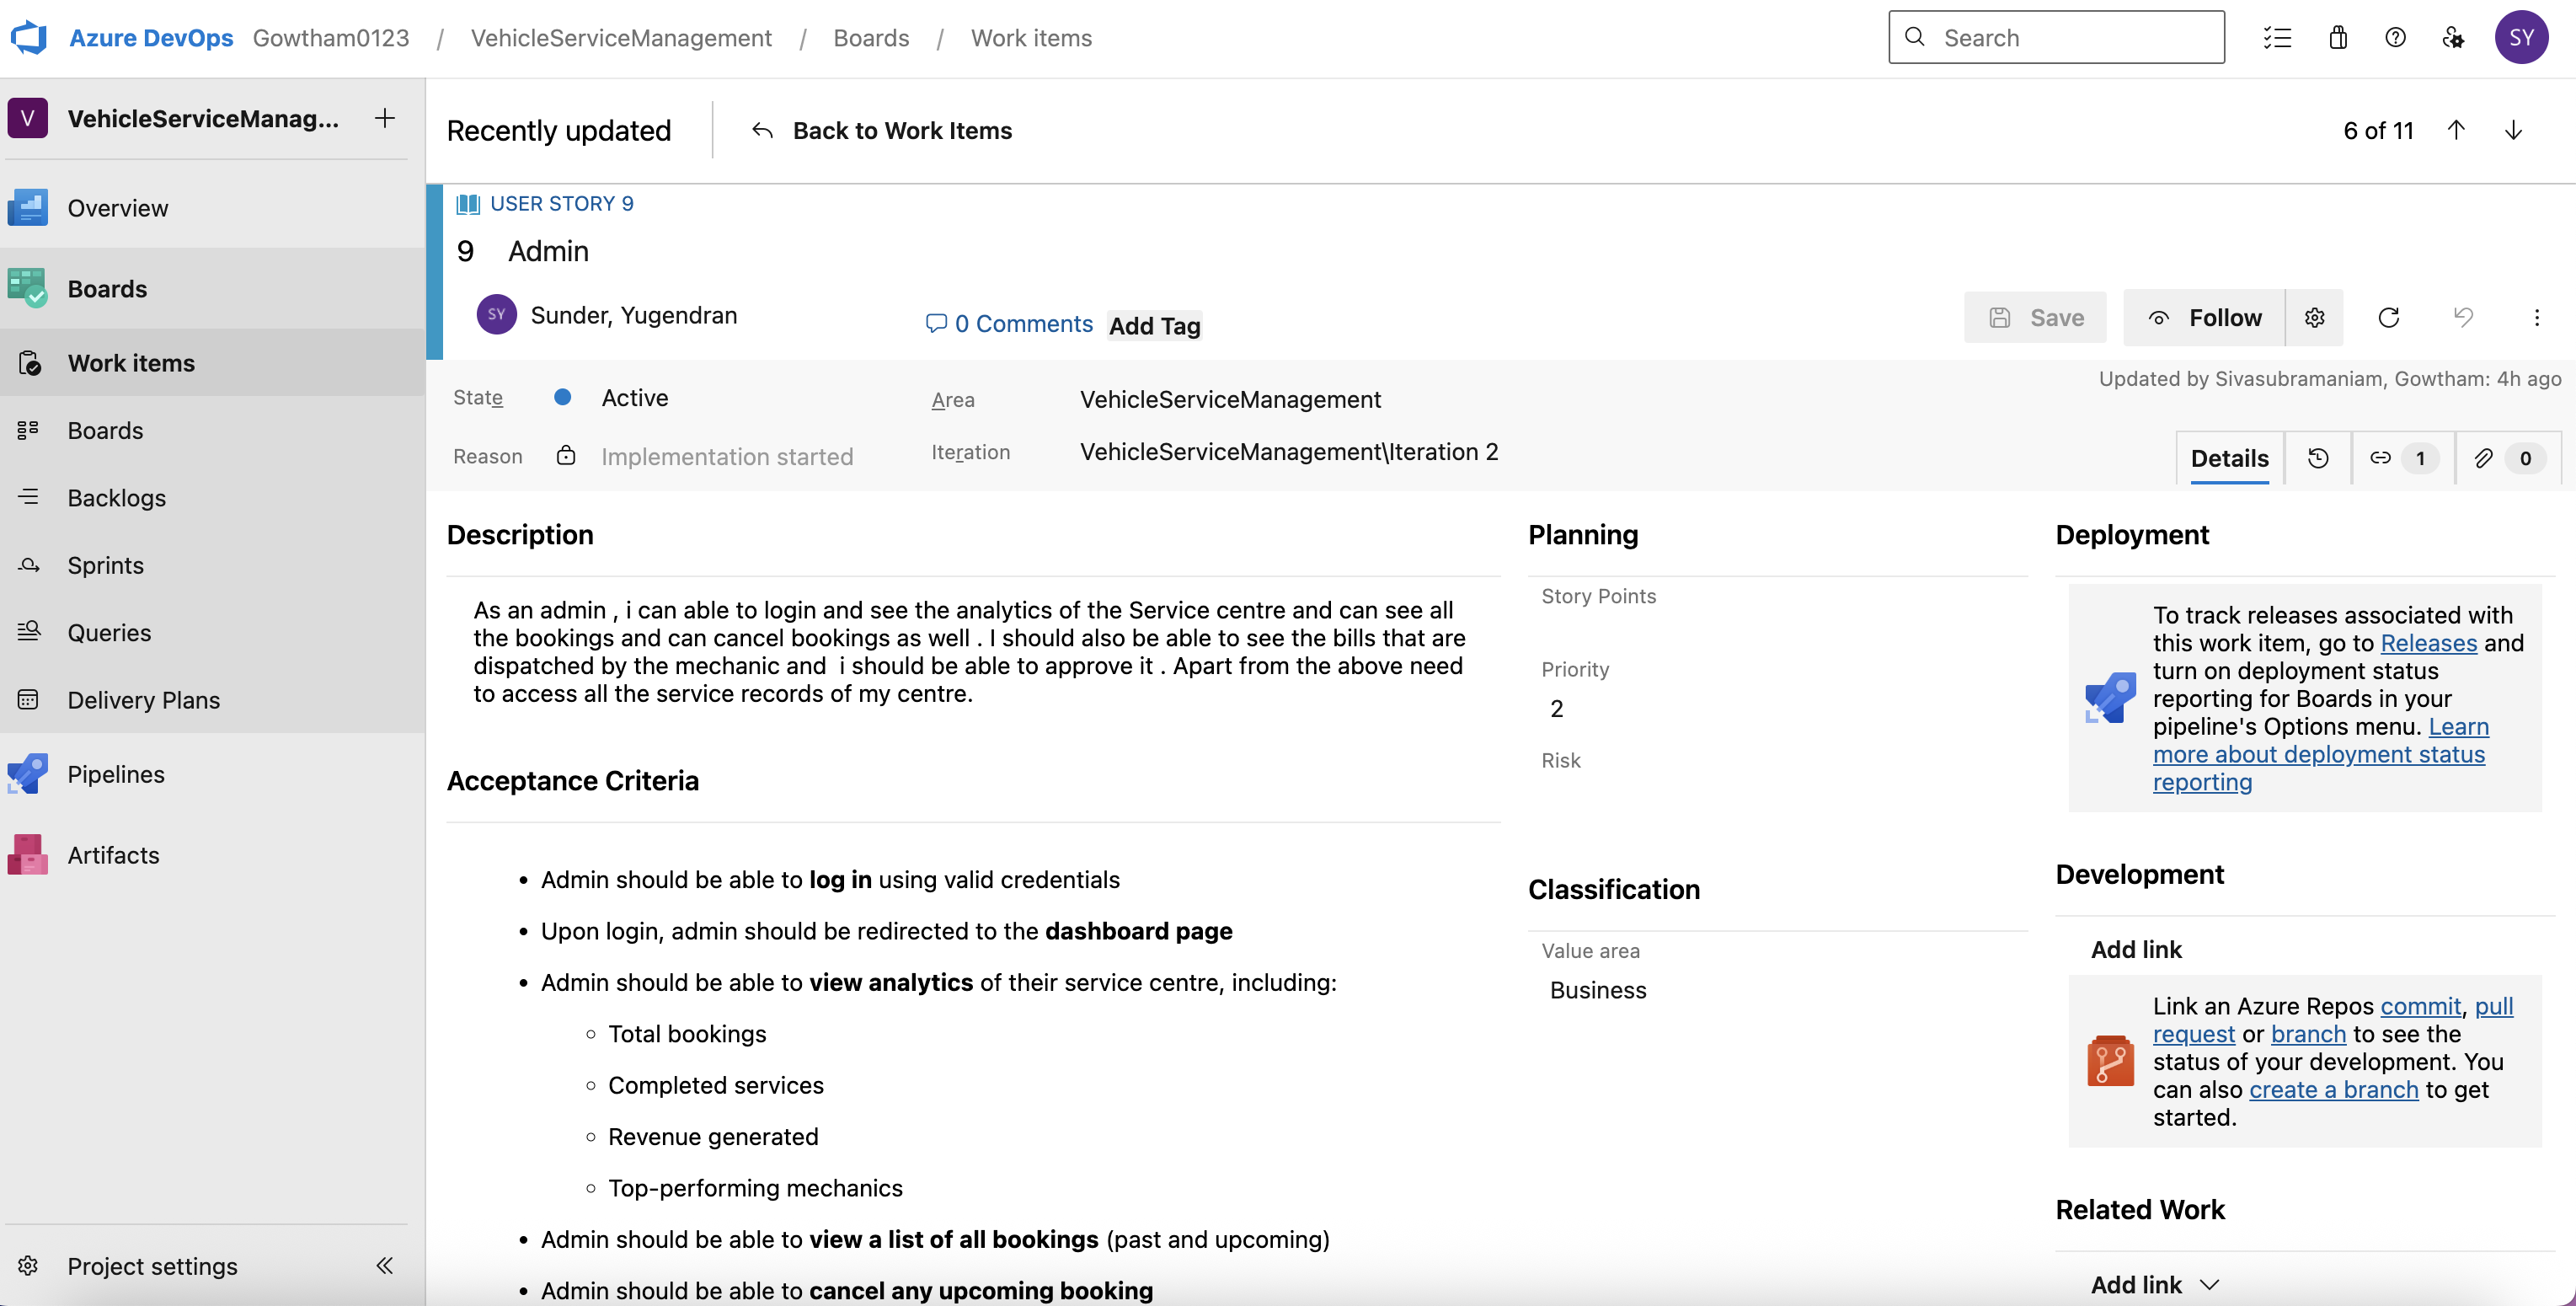 Azure DevOps Gowtham0123 / VehicleServiceManagement / Boards / Work items
Search
SY
V VehicleServiceManag...
Overview
Boards
Work items
Boards
Backlogs
Sprints
Queries
Delivery Plans
Pipelines
Artifacts
Project settings
Recently updated
Back to Work Items
6 of 11
USER STORY 9
9 Admin
SY Sunder, Yugendran
0 Comments
Add Tag
Save
Follow
State Active
Area VehicleServiceManagement
Updated by Sivasubramaniam, Gowtham: 4h ago
Reason Implementation started
Iteration VehicleServiceManagement\Iteration 2
Details
1
0
Description
As an admin , i can able to login and see the analytics of the Service centre and can see all
the bookings and can cancel bookings as well . I should also be able to see the bills that are
dispatched by the mechanic and  i should be able to approve it . Apart from the above need
to access all the service records of my centre.
Acceptance Criteria
• Admin should be able to log in using valid credentials
• Upon login, admin should be redirected to the dashboard page
• Admin should be able to view analytics of their service centre, including:
○ Total bookings
○ Completed services
○ Revenue generated
○ Top-performing mechanics
• Admin should be able to view a list of all bookings (past and upcoming)
• Admin should be able to cancel any upcoming booking
Planning
Story Points
Priority
2
Risk
Classification
Value area
Business
Deployment
To track releases associated with
this work item, go to Releases and
turn on deployment status
reporting for Boards in your
pipeline's Options menu. Learn
more about deployment status
reporting
Development
Add link
Link an Azure Repos commit, pull
request or branch to see the
status of your development. You
can also create a branch to get
started.
Related Work
Add link